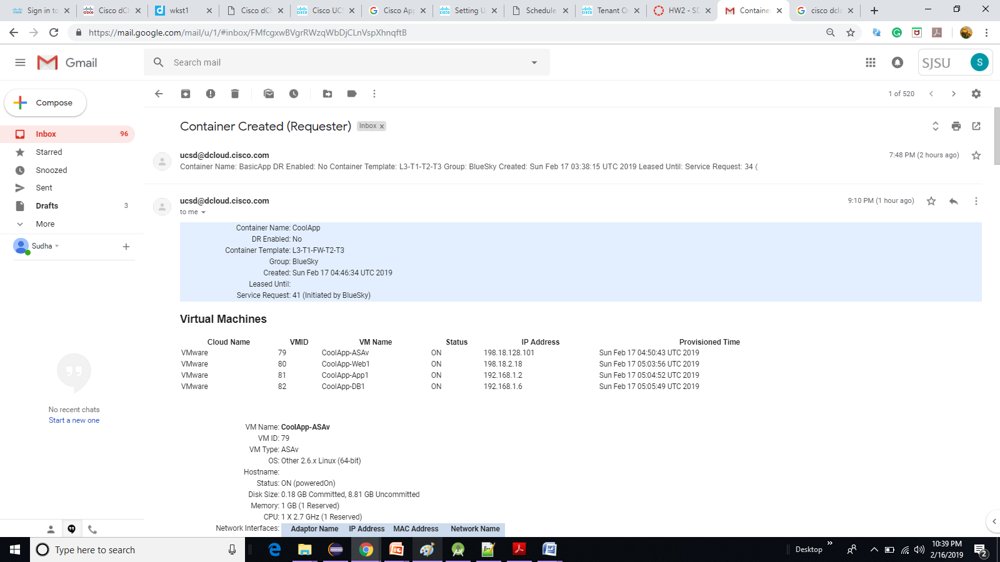 Sign in to
Cisco dCl
wkst1
Cisco dCl
Cisco UCS
Cisco App
Setting U
Schedule
Tenant O
HW2 - SD
Container
cisco dclo
https://mail.google.com/mail/u/1/#inbox/FMfcgxwBVgrRWzqWbDjCLnVspXhnqftB
Gmail
Search mail
SJSU
S
Compose
1 of 520
Inbox 96
Starred
Snoozed
Sent
Drafts 3
More
Sudha
No recent chats
Start a new one
Container Created (Requester) Inbox x
ucsd@dcloud.cisco.com 7:48 PM (2 hours ago)
Container Name: BasicApp DR Enabled: No Container Template: L3-T1-T2-T3 Group: BlueSky Created: Sun Feb 17 03:38:15 UTC 2019 Leased Until: Service Request: 34 (
ucsd@dcloud.cisco.com 9:10 PM (1 hour ago)
to me
Container Name: CoolApp
DR Enabled: No
Container Template: L3-T1-FW-T2-T3
Group: BlueSky
Created: Sun Feb 17 04:46:34 UTC 2019
Leased Until:
Service Request: 41 (Initiated by BlueSky)
Virtual Machines
Cloud Name VMID VM Name Status IP Address Provisioned Time
VMware 79 CoolApp-ASAv ON 198.18.128.101 Sun Feb 17 04:50:43 UTC 2019
VMware 80 CoolApp-Web1 ON 198.18.2.18 Sun Feb 17 05:03:56 UTC 2019
VMware 81 CoolApp-App1 ON 192.168.1.2 Sun Feb 17 05:04:52 UTC 2019
VMware 82 CoolApp-DB1 ON 192.168.1.6 Sun Feb 17 05:05:49 UTC 2019
VM Name: CoolApp-ASAv
VM ID: 79
VM Type: ASAv
OS: Other 2.6.x Linux (64-bit)
Hostname:
Status: ON (poweredOn)
Disk Size: 0.18 GB Committed, 8.81 GB Uncommitted
Memory: 1 GB (1 Reserved)
CPU: 1 X 2.7 GHz (1 Reserved)
Network Interfaces: Adaptor Name IP Address MAC Address Network Name
Type here to search
Desktop
10:39 PM
2/16/2019
2